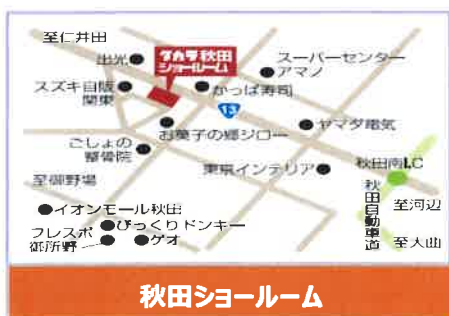 至仁井田
出光
タカラ秋田
ショールーム
スーパーセンター
アマノ
スズキ自販
関東
かっぱ寿司
13
お菓子の郷ジロー
ヤマダ電気
ごしょの
整骨院
東京インテリア
秋田南I.C
至御野場
秋田自動車道
至河辺
イオンモール秋田
びっくりドンキー
フレスポ
御所野
ゲオ
至大曲
秋田ショールーム